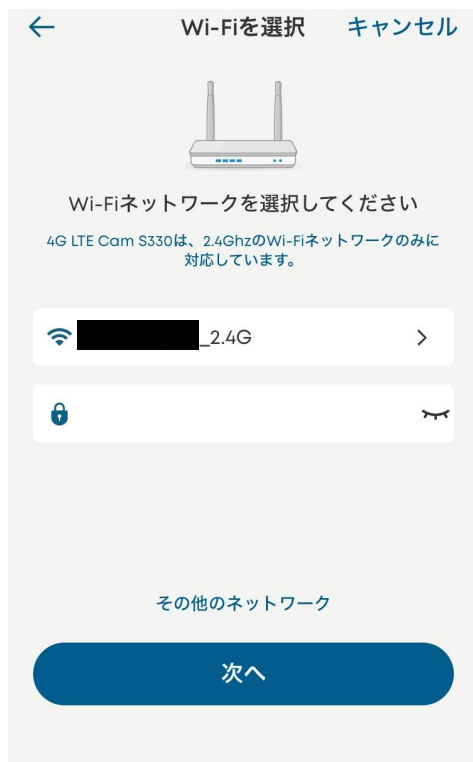 Wi-Fiを選択
キャンセル
Wi-Fiネットワークを選択してください
4G LTE Cam S330は、2.4GhzのWi-Fiネットワークのみに
対応しています。
_2.4G
その他のネットワーク
次へ